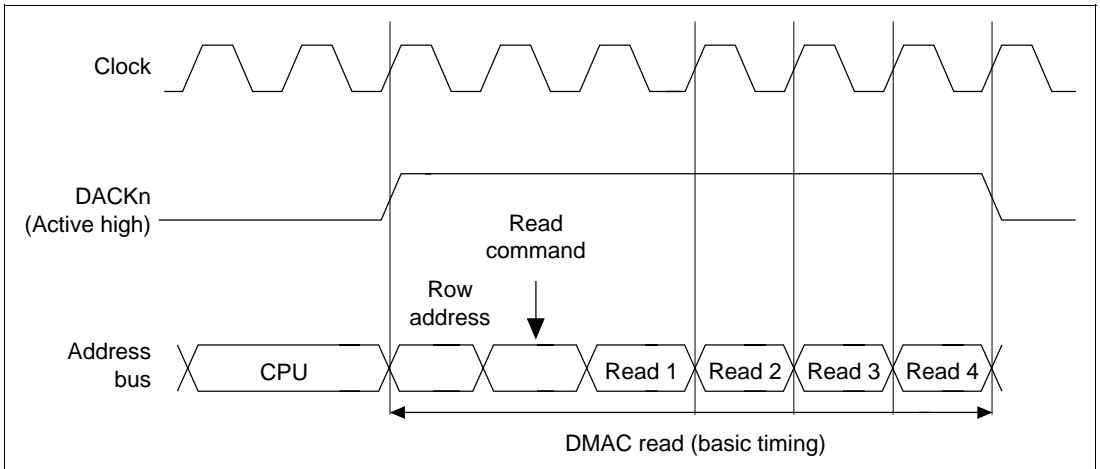 Clock
DACKn
(Active high)
Read
command
Row
address
Address
bus
CPU
Read 1
Read 2
Read 3
Read 4
DMAC read (basic timing)